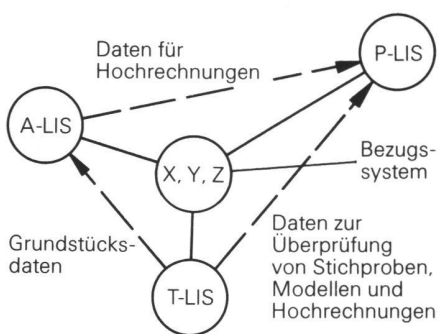 Daten für
Hochrechnungen
P-LIS
A-LIS
X, Y, Z
Bezugs-
system
Grundstücks-
daten
Daten zur
Überprüfung
von Stichproben,
Modellen und
Hochrechnungen
T-LIS